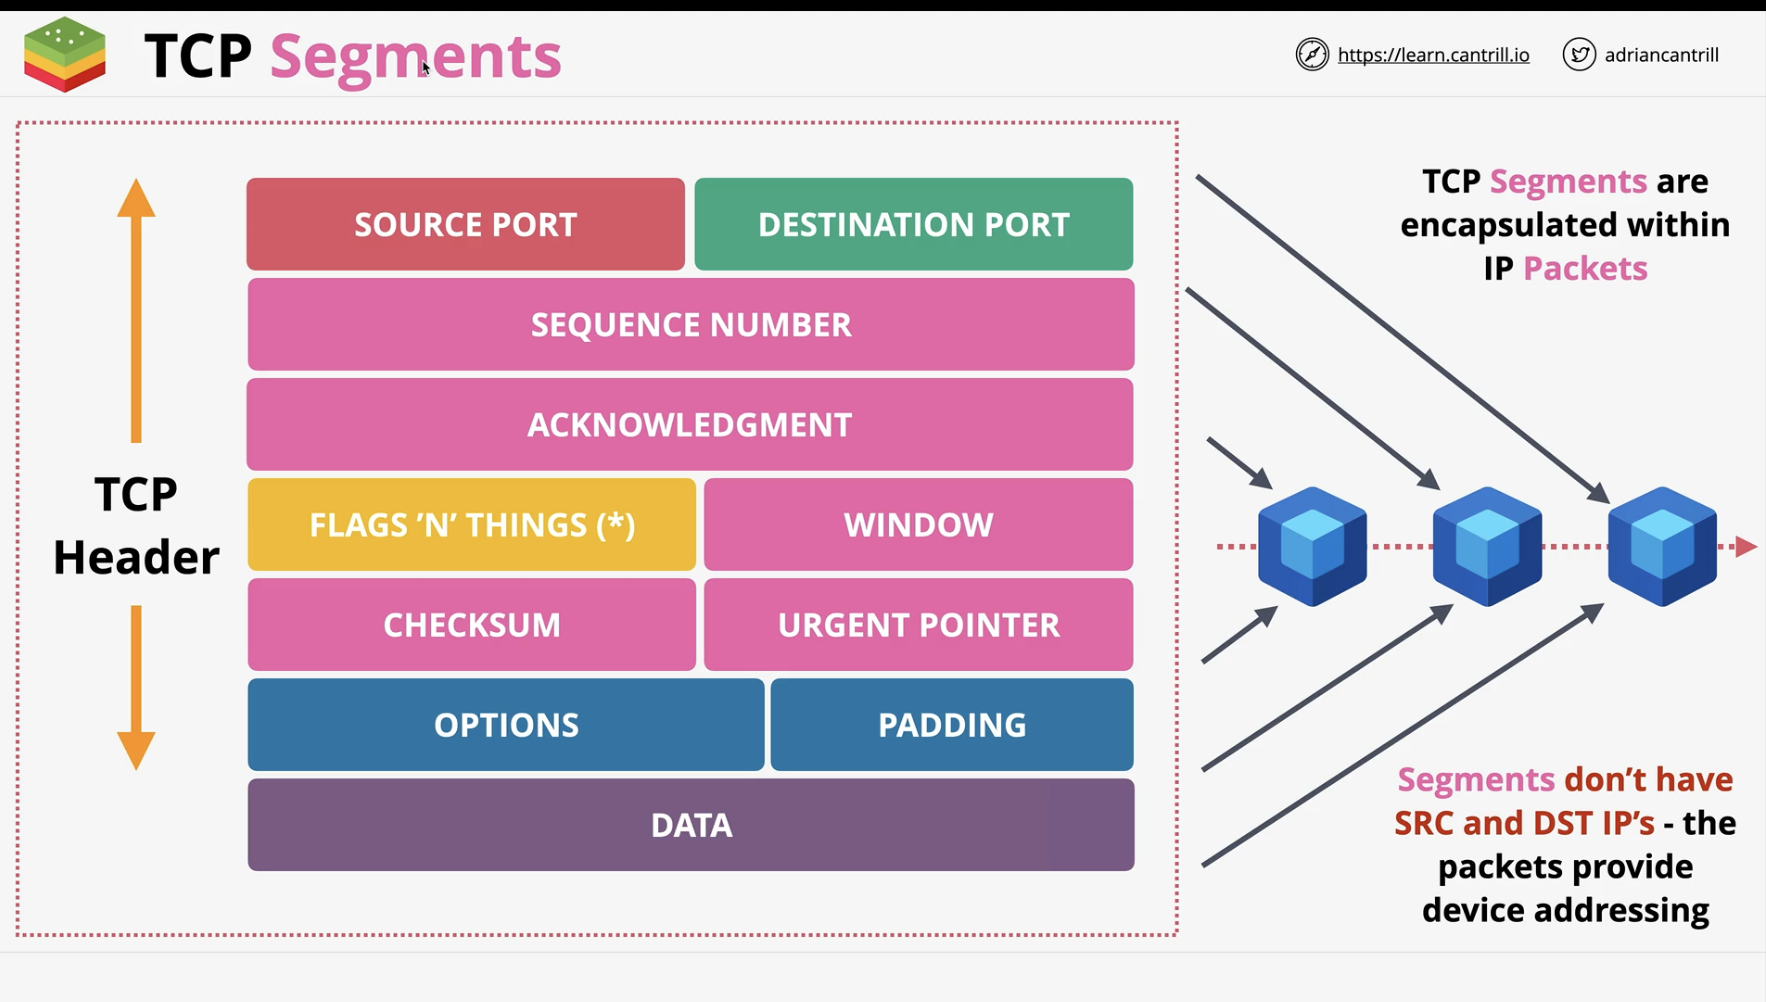 TCP Segments
https://learn.cantrill.io
adriancantrill
SOURCE PORT
DESTINATION PORT
SEQUENCE NUMBER
ACKNOWLEDGMENT
FLAGS ’N’ THINGS (*)
WINDOW
CHECKSUM
URGENT POINTER
OPTIONS
PADDING
DATA
TCP
Header
TCP Segments are
encapsulated within
IP Packets
Segments don’t have
SRC and DST IP’s - the
packets provide
device addressing